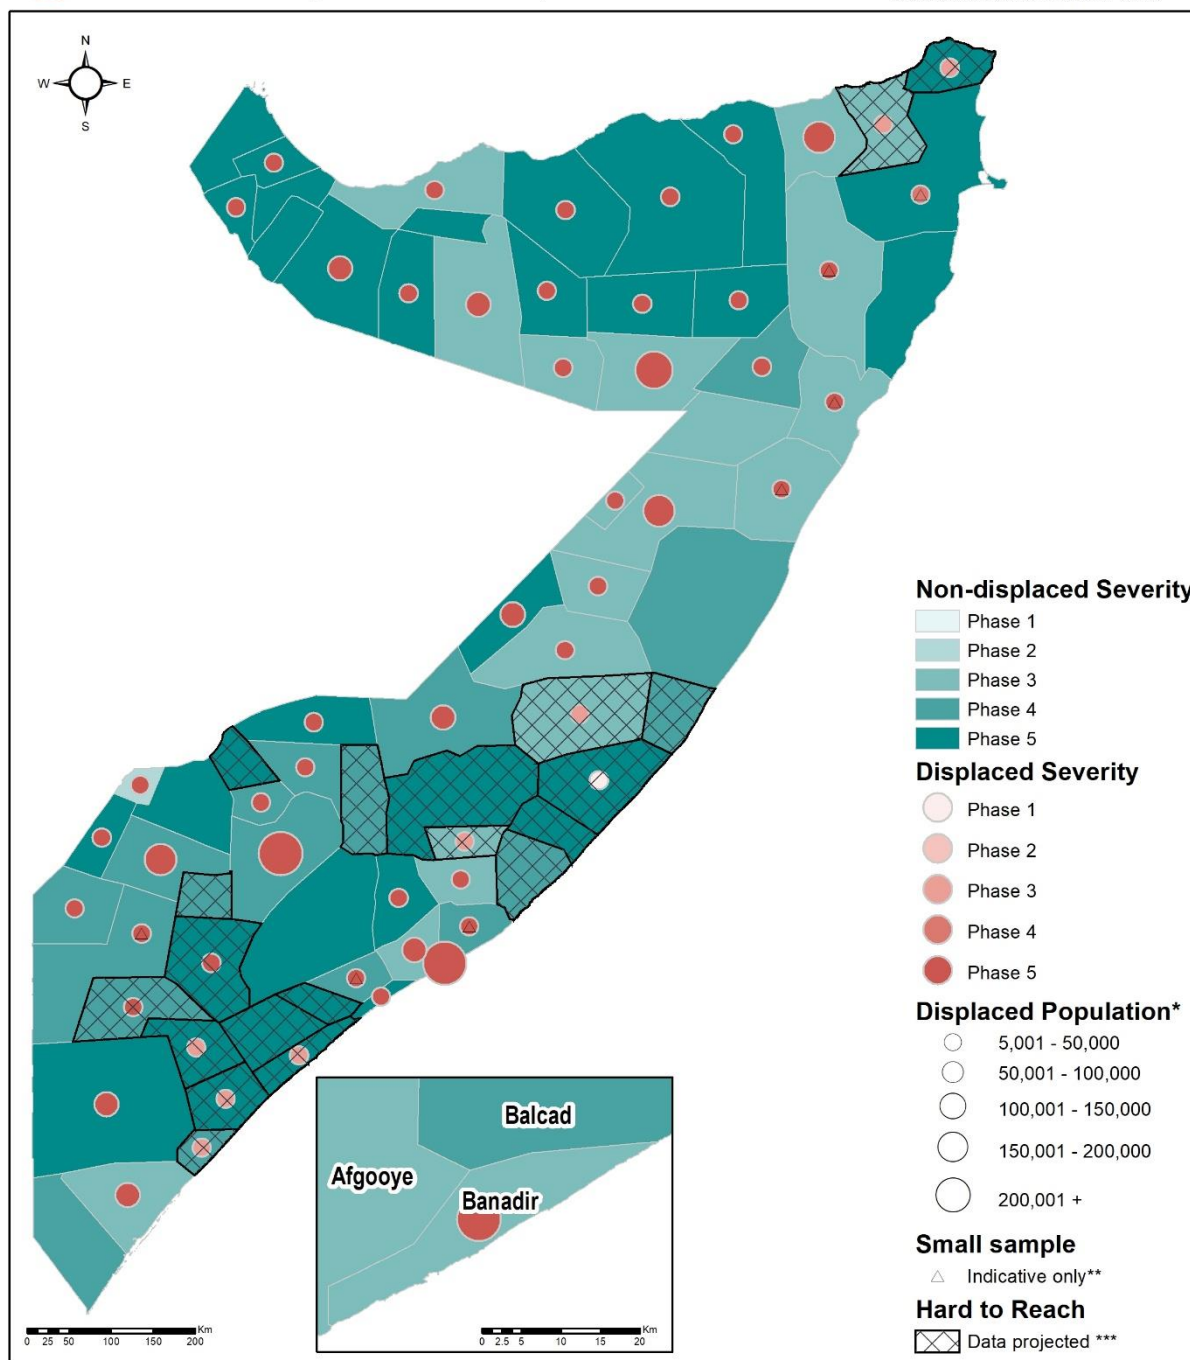 N
W E
S
Non-displaced Severity
Phase 1
Phase 2
Phase 3
Phase 4
Phase 5
Displaced Severity
Phase 1
Phase 2
Phase 3
Phase 4
Phase 5
Displaced Population*
5,001 - 50,000
50,001 - 100,000
100,001 - 150,000
150,001 - 200,000
200,001 +
Small sample
Indicative only**
Hard to Reach
Data projected ***
Balcad
Afgooye
Banadir
Km
0 25 50 100 150 200
Km
0 2.5 5 10 15 20